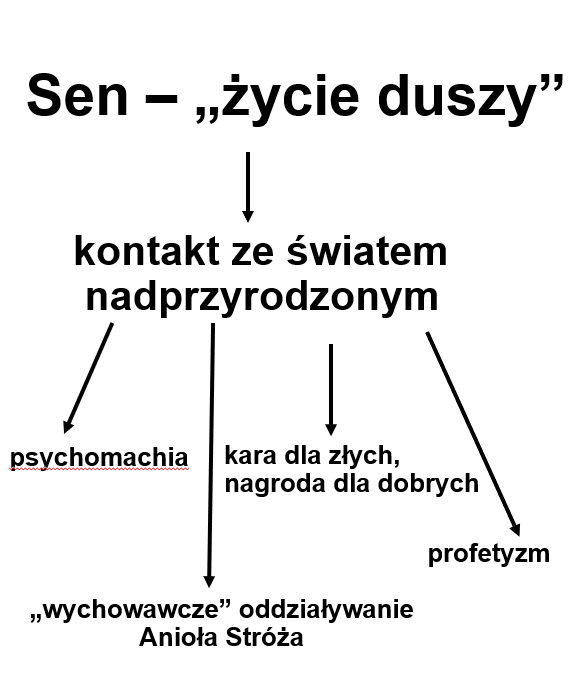 Sen – „życie duszy”
kontakt ze światem
nadprzyrodzonym
psychomachia
kara dla złych,
nagroda dla dobrych
profetyzm
„wychowawcze” oddziaływanie
Anioła Stróża